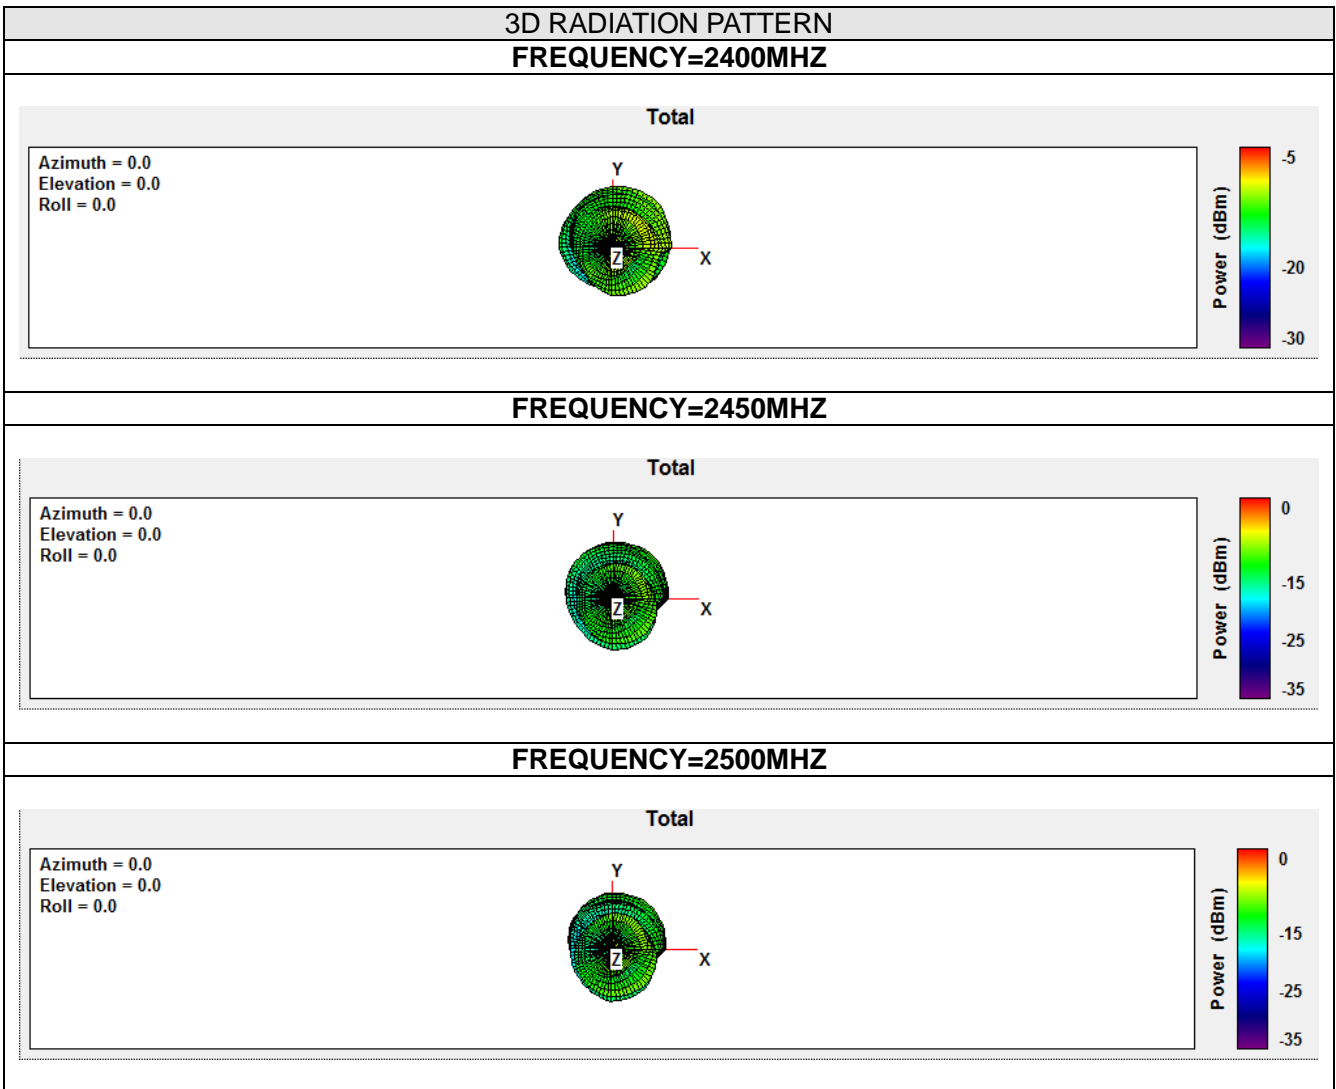 3D RADIATION PATTERN
FREQUENCY=2400MHZ
Total
Azimuth = 0.0
Elevation = 0.0
Roll = 0.0
Y
Z
X
Power (dBm)
-5
-20
-30
FREQUENCY=2450MHZ
Total
Azimuth = 0.0
Elevation = 0.0
Roll = 0.0
Y
Z
X
Power (dBm)
0
-15
-25
-35
FREQUENCY=2500MHZ
Total
Azimuth = 0.0
Elevation = 0.0
Roll = 0.0
Y
Z
X
Power (dBm)
0
-15
-25
-35